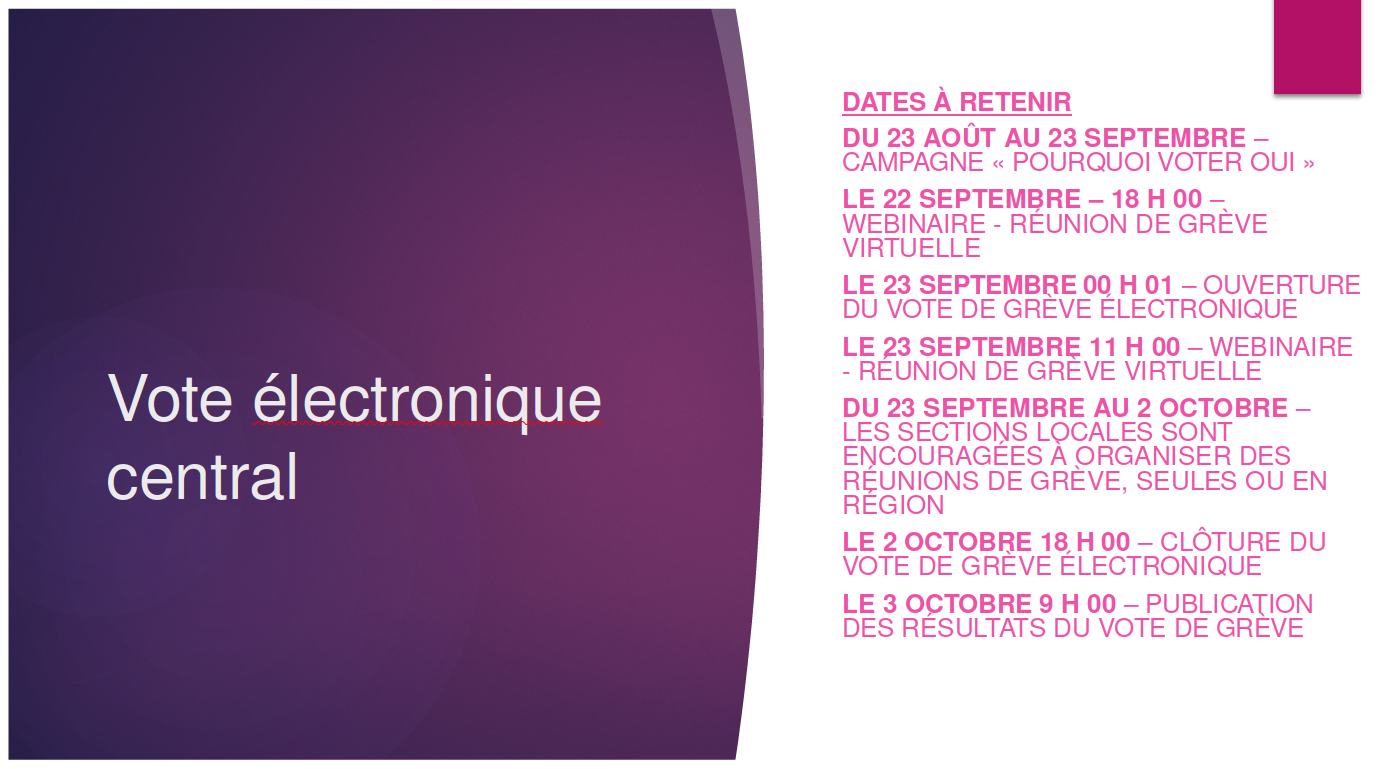 Vote électronique
central
DATES À RETENIR
DU 23 AOÛT AU 23 SEPTEMBRE –
CAMPAGNE « POURQUOI VOTER OUI »
LE 22 SEPTEMBRE – 18 H 00 –
WEBINAIRE - RÉUNION DE GRÈVE
VIRTUELLE
LE 23 SEPTEMBRE 00 H 01 – OUVERTURE
DU VOTE DE GRÈVE ÉLECTRONIQUE
LE 23 SEPTEMBRE 11 H 00 – WEBINAIRE
- RÉUNION DE GRÈVE VIRTUELLE
DU 23 SEPTEMBRE AU 2 OCTOBRE –
LES SECTIONS LOCALES SONT
ENCOURAGÉES À ORGANISER DES
RÉUNIONS DE GRÈVE, SEULES OU EN
RÉGION
LE 2 OCTOBRE 18 H 00 – CLÔTURE DU
VOTE DE GRÈVE ÉLECTRONIQUE
LE 3 OCTOBRE 9 H 00 – PUBLICATION
DES RÉSULTATS DU VOTE DE GRÈVE